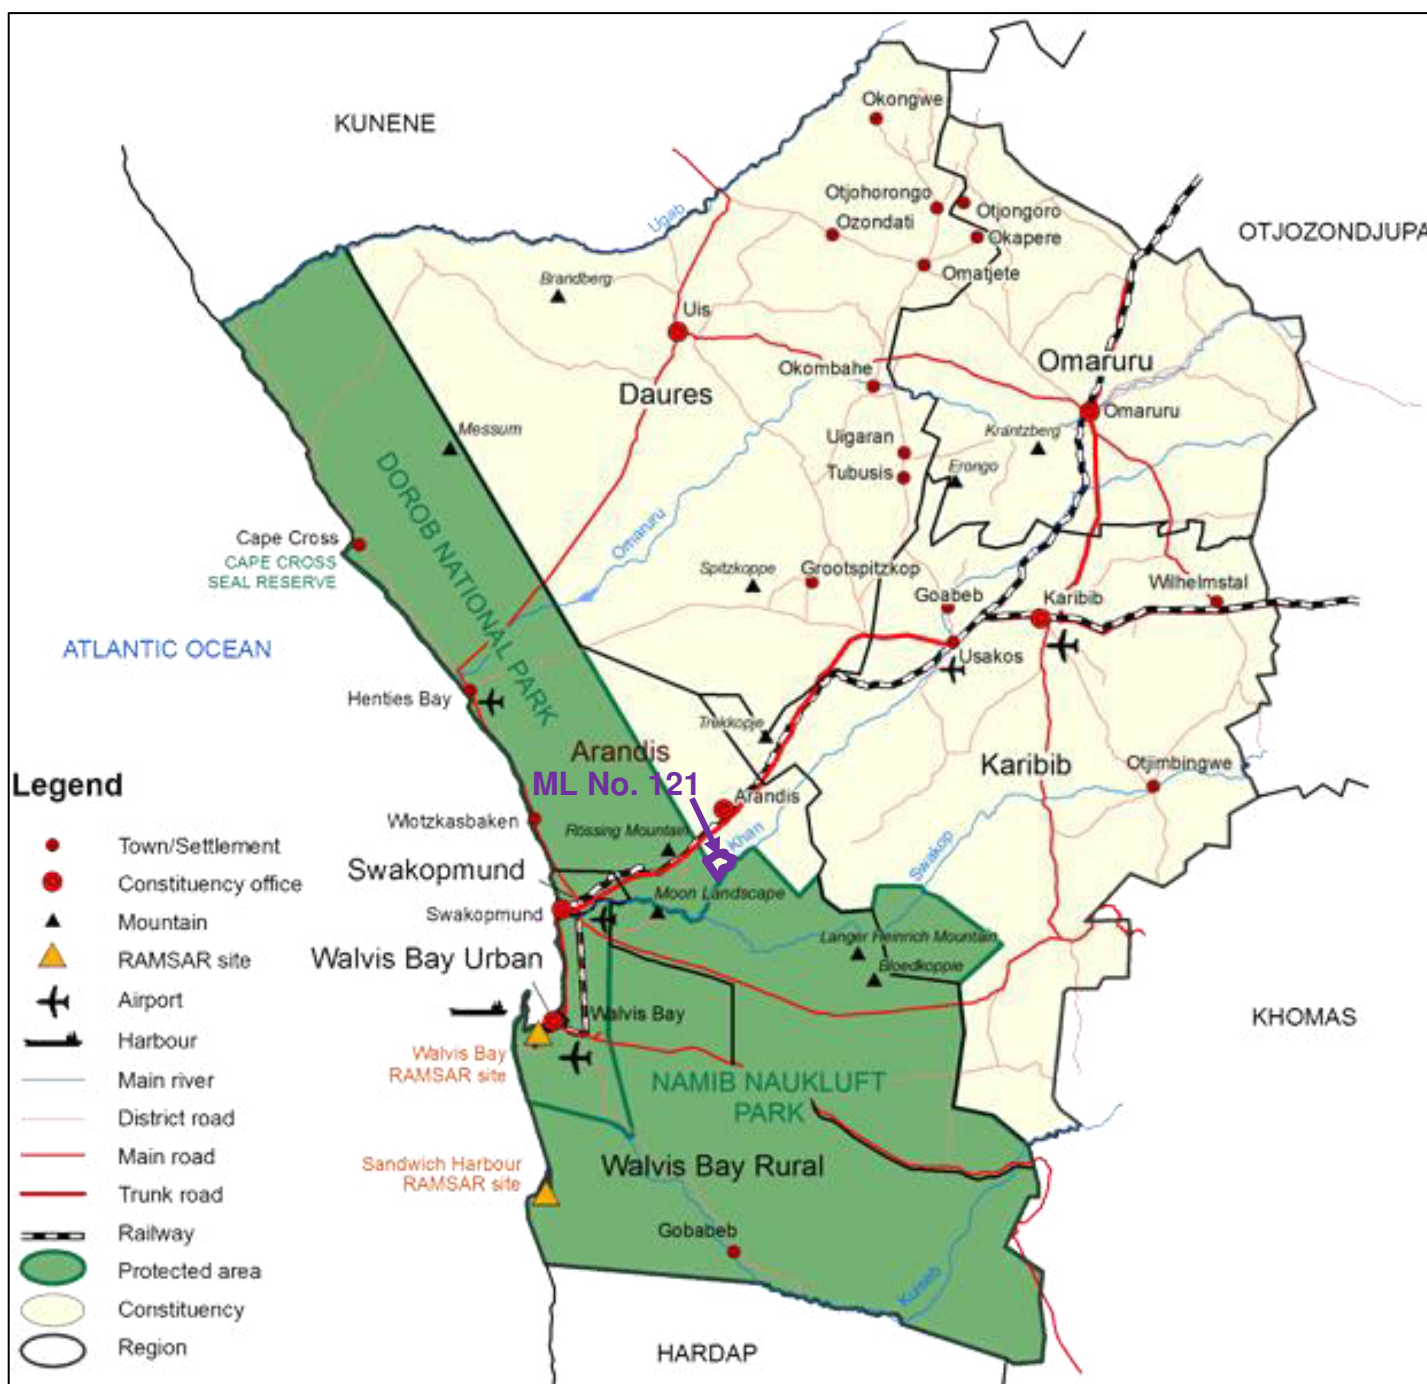 KUNENE
Okongwe
Otjohorongo
Otjongoro
Ozondati
Okapere
Omatjete
OTJOZONDJUPA
Ugab
Brandberg
Uis
Omaruru
Okombahe
Daures
Omaruru
Messum
Uigaran
Krantzberg
Tubusis
Erongo
DOROB NATIONAL PARK
Omaruru
Cape Cross
CAPE CROSS
SEAL RESERVE
Spitzkoppe
Grootspitzkop
Goabeb
Karibib
Wilhelmstal
ATLANTIC OCEAN
Usakos
Henties Bay
Trekkopje
Arandis
Karibib
Otjimbingwe
ML No. 121
Arandis
Legend
Wlotzkasbaken
Rössing Mountain
Khan
Swakop
Town/Settlement
Constituency office
Mountain
RAMSAR site
Airport
Harbour
Main river
District road
Main road
Trunk road
Railway
Protected area
Constituency
Region
Swakopmund
Moon Landscape
Swakopmund
Langer Heinrich Mountain
Walvis Bay Urban
Bloedkoppie
Walvis Bay
KHOMAS
Walvis Bay
RAMSAR site
NAMIB NAUKLUFT
PARK
Sandwich Harbour
RAMSAR site
Walvis Bay Rural
Gobabeb
Kuiseb
HARDAP